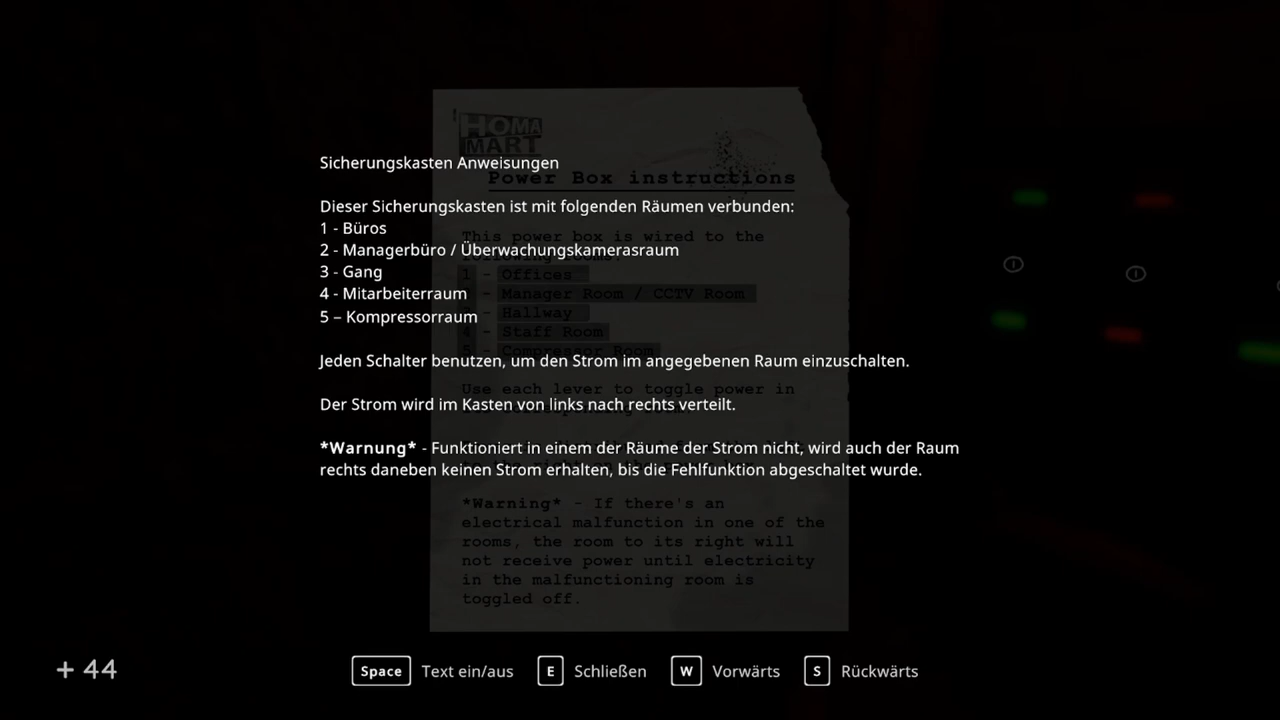 HOMA
MART
Sicherungskasten Anweisungen
Power Box instructions
Dieser Sicherungskasten ist mit folgenden Räumen verbunden:
This power box is wired to the
1 - Büros
2 - Managerbüro / Überwachungskamerasraum
3 - Gang
4 - Mitarbeiterraum
5 – Kompressorraum
1 - Offices
- Manager Room / CCTV Room
- Hallway
- Staff Room
- Compressor Room
Jeden Schalter benutzen, um den Strom im angegebenen Raum einzuschalten.
Use each lever to toggle power in
Der Strom wird im Kasten von links nach rechts verteilt.
*Warnung* - Funktioniert in einem der Räume der Strom nicht, wird auch der Raum
rechts daneben keinen Strom erhalten, bis die Fehlfunktion abgeschaltet wurde.
*Warning* - If there's an
electrical malfunction in one of the
rooms, the room to its right will
not receive power until electricity
in the malfunctioning room is
toggled off.
+ 44
Space Text ein/aus E Schließen W Vorwärts S Rückwärts